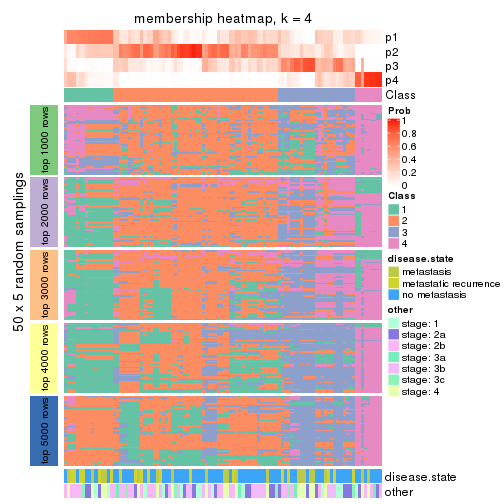 membership heatmap, k = 4
p1
p2
p3
p4
Class
50 x 5 random samplings
top 1000 rows
top 2000 rows
top 3000 rows
top 4000 rows
top 5000 rows
Prob
1
0.8
0.6
0.4
0.2
0
Class
1
2
3
4
disease.state
metastasis
metastatic recurrence
no metastasis
other
stage: 1
stage: 2a
stage: 2b
stage: 3a
stage: 3b
stage: 3c
stage: 4
disease.state
other